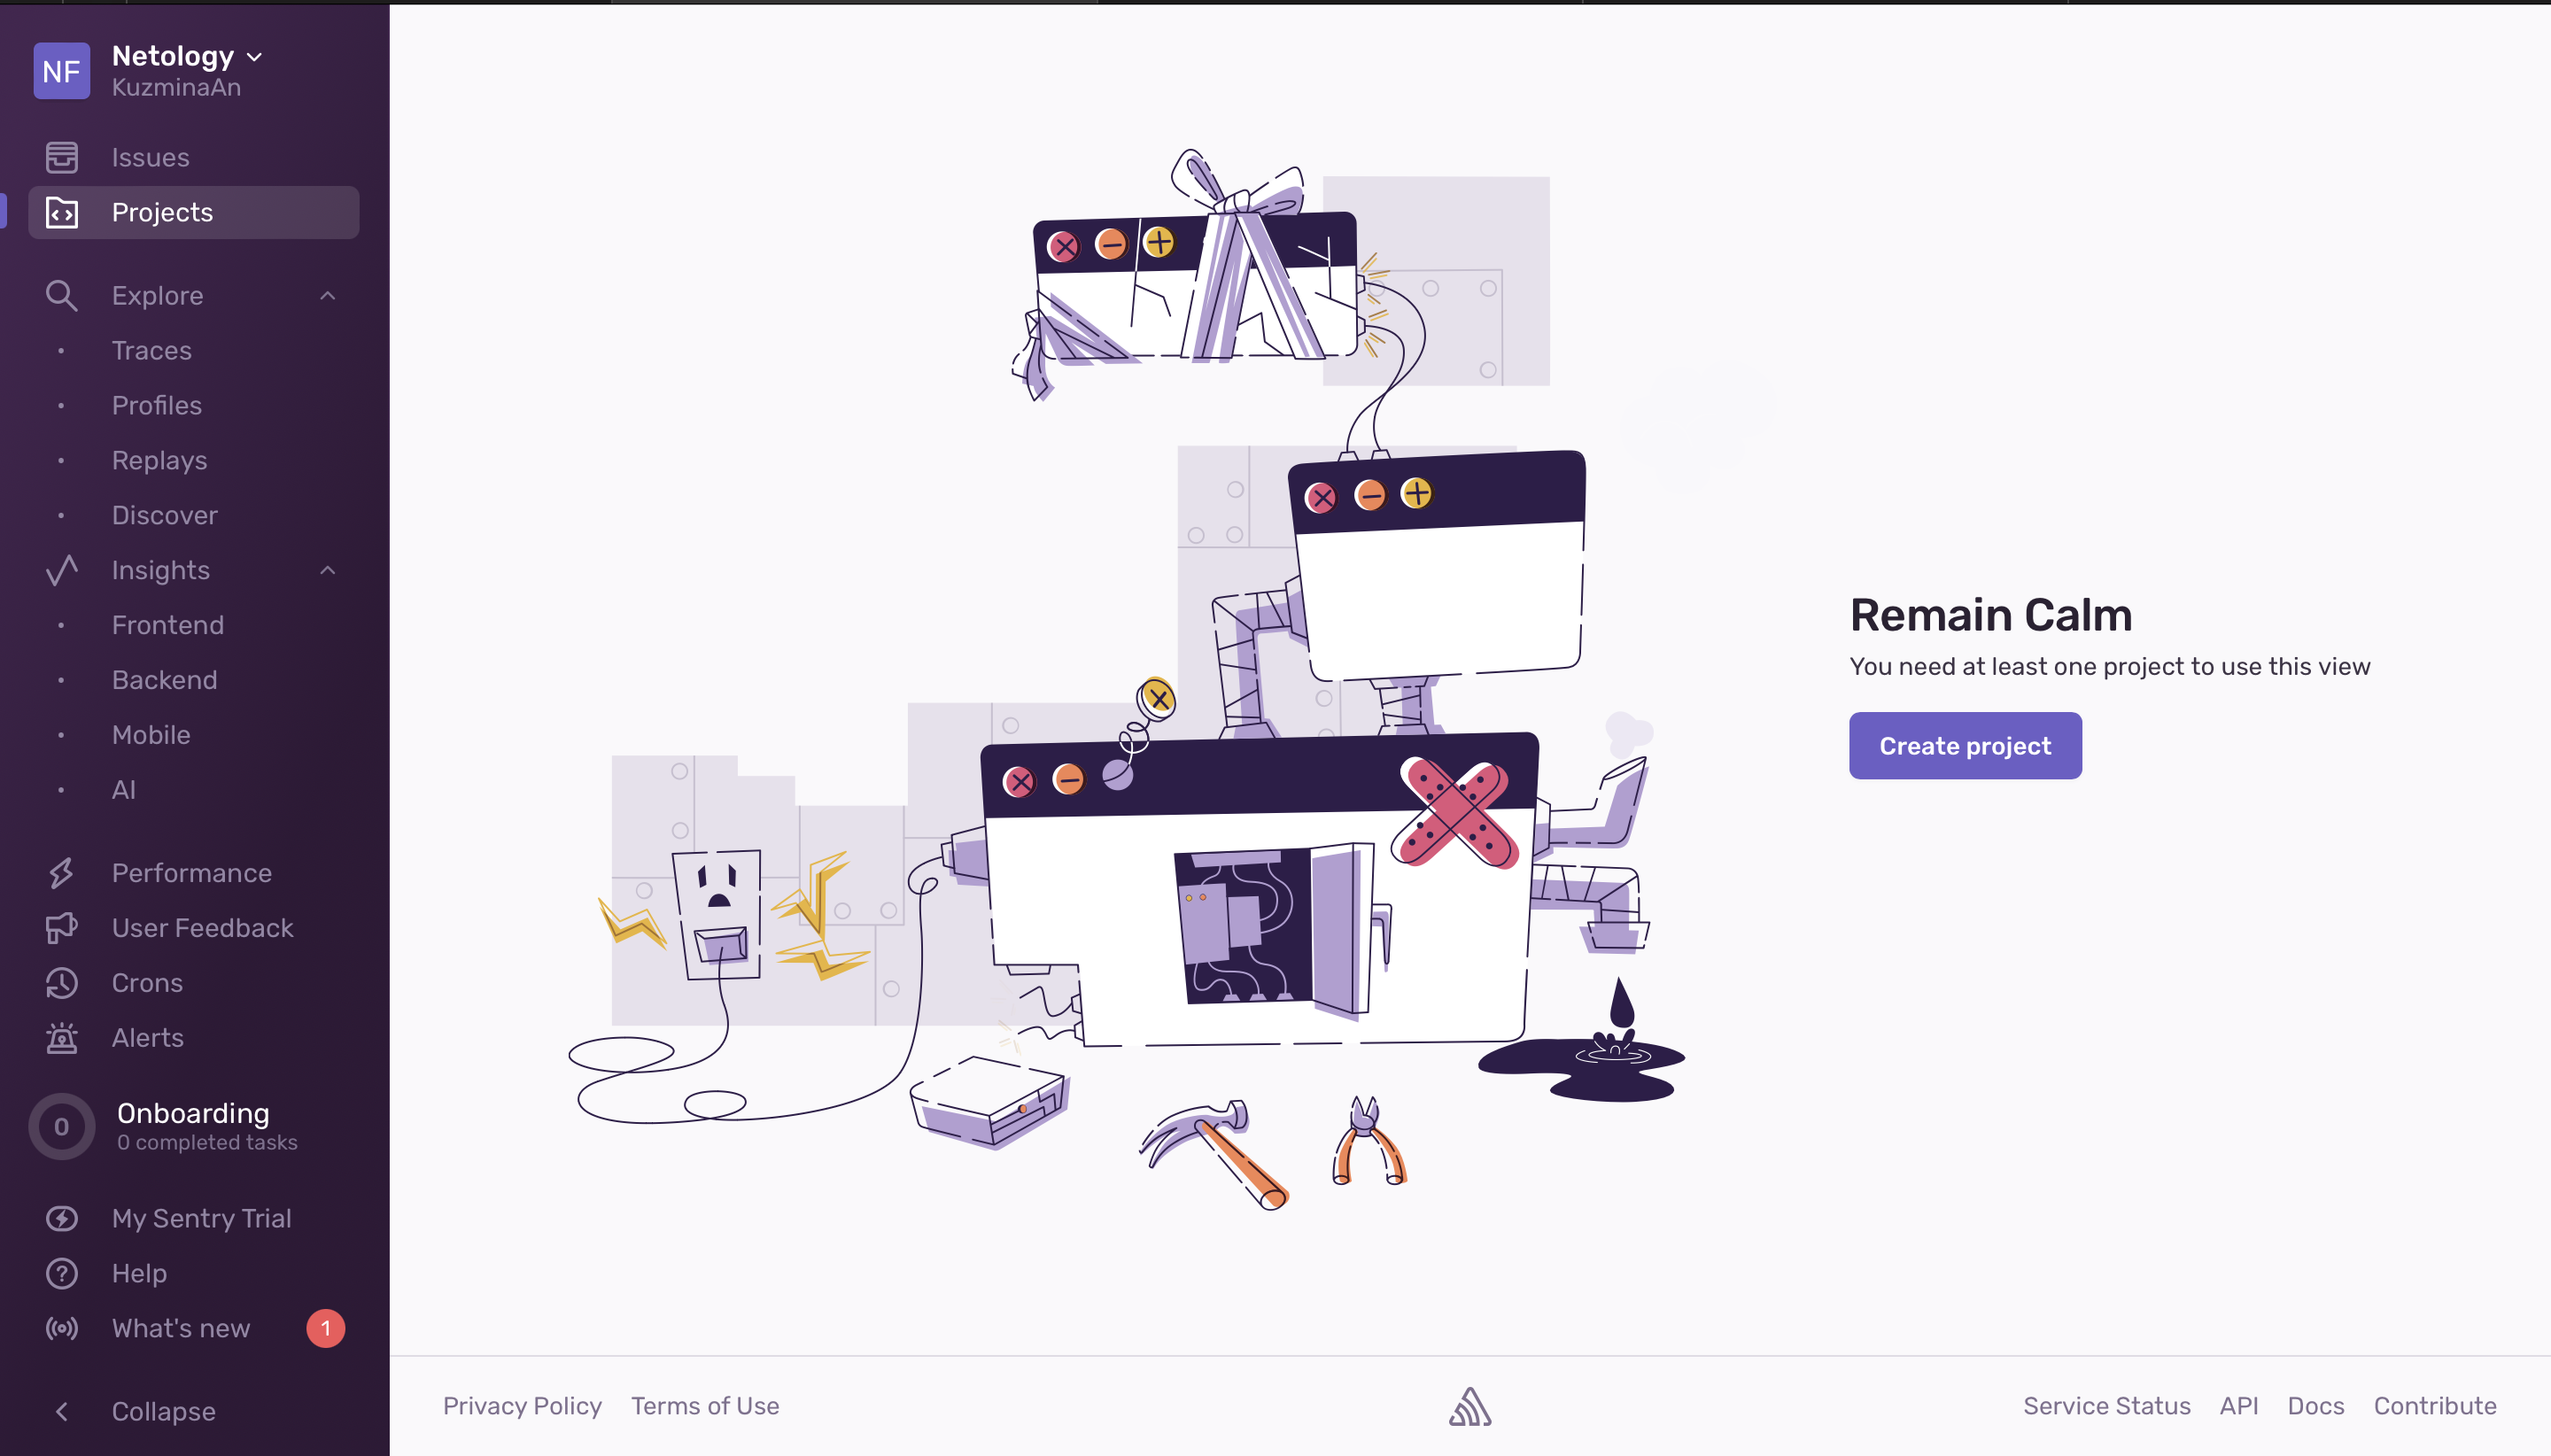 NF
Netology
KuzminaAn
Issues
Projects
Explore
Traces
Profiles
Replays
Discover
Insights
Frontend
Backend
Mobile
AI
Performance
User Feedback
Crons
Alerts
0
Onboarding
0 completed tasks
My Sentry Trial
Help
What's new
1
Collapse
Remain Calm
You need at least one project to use this view
Create project
Privacy Policy
Terms of Use
Service Status
API
Docs
Contribute